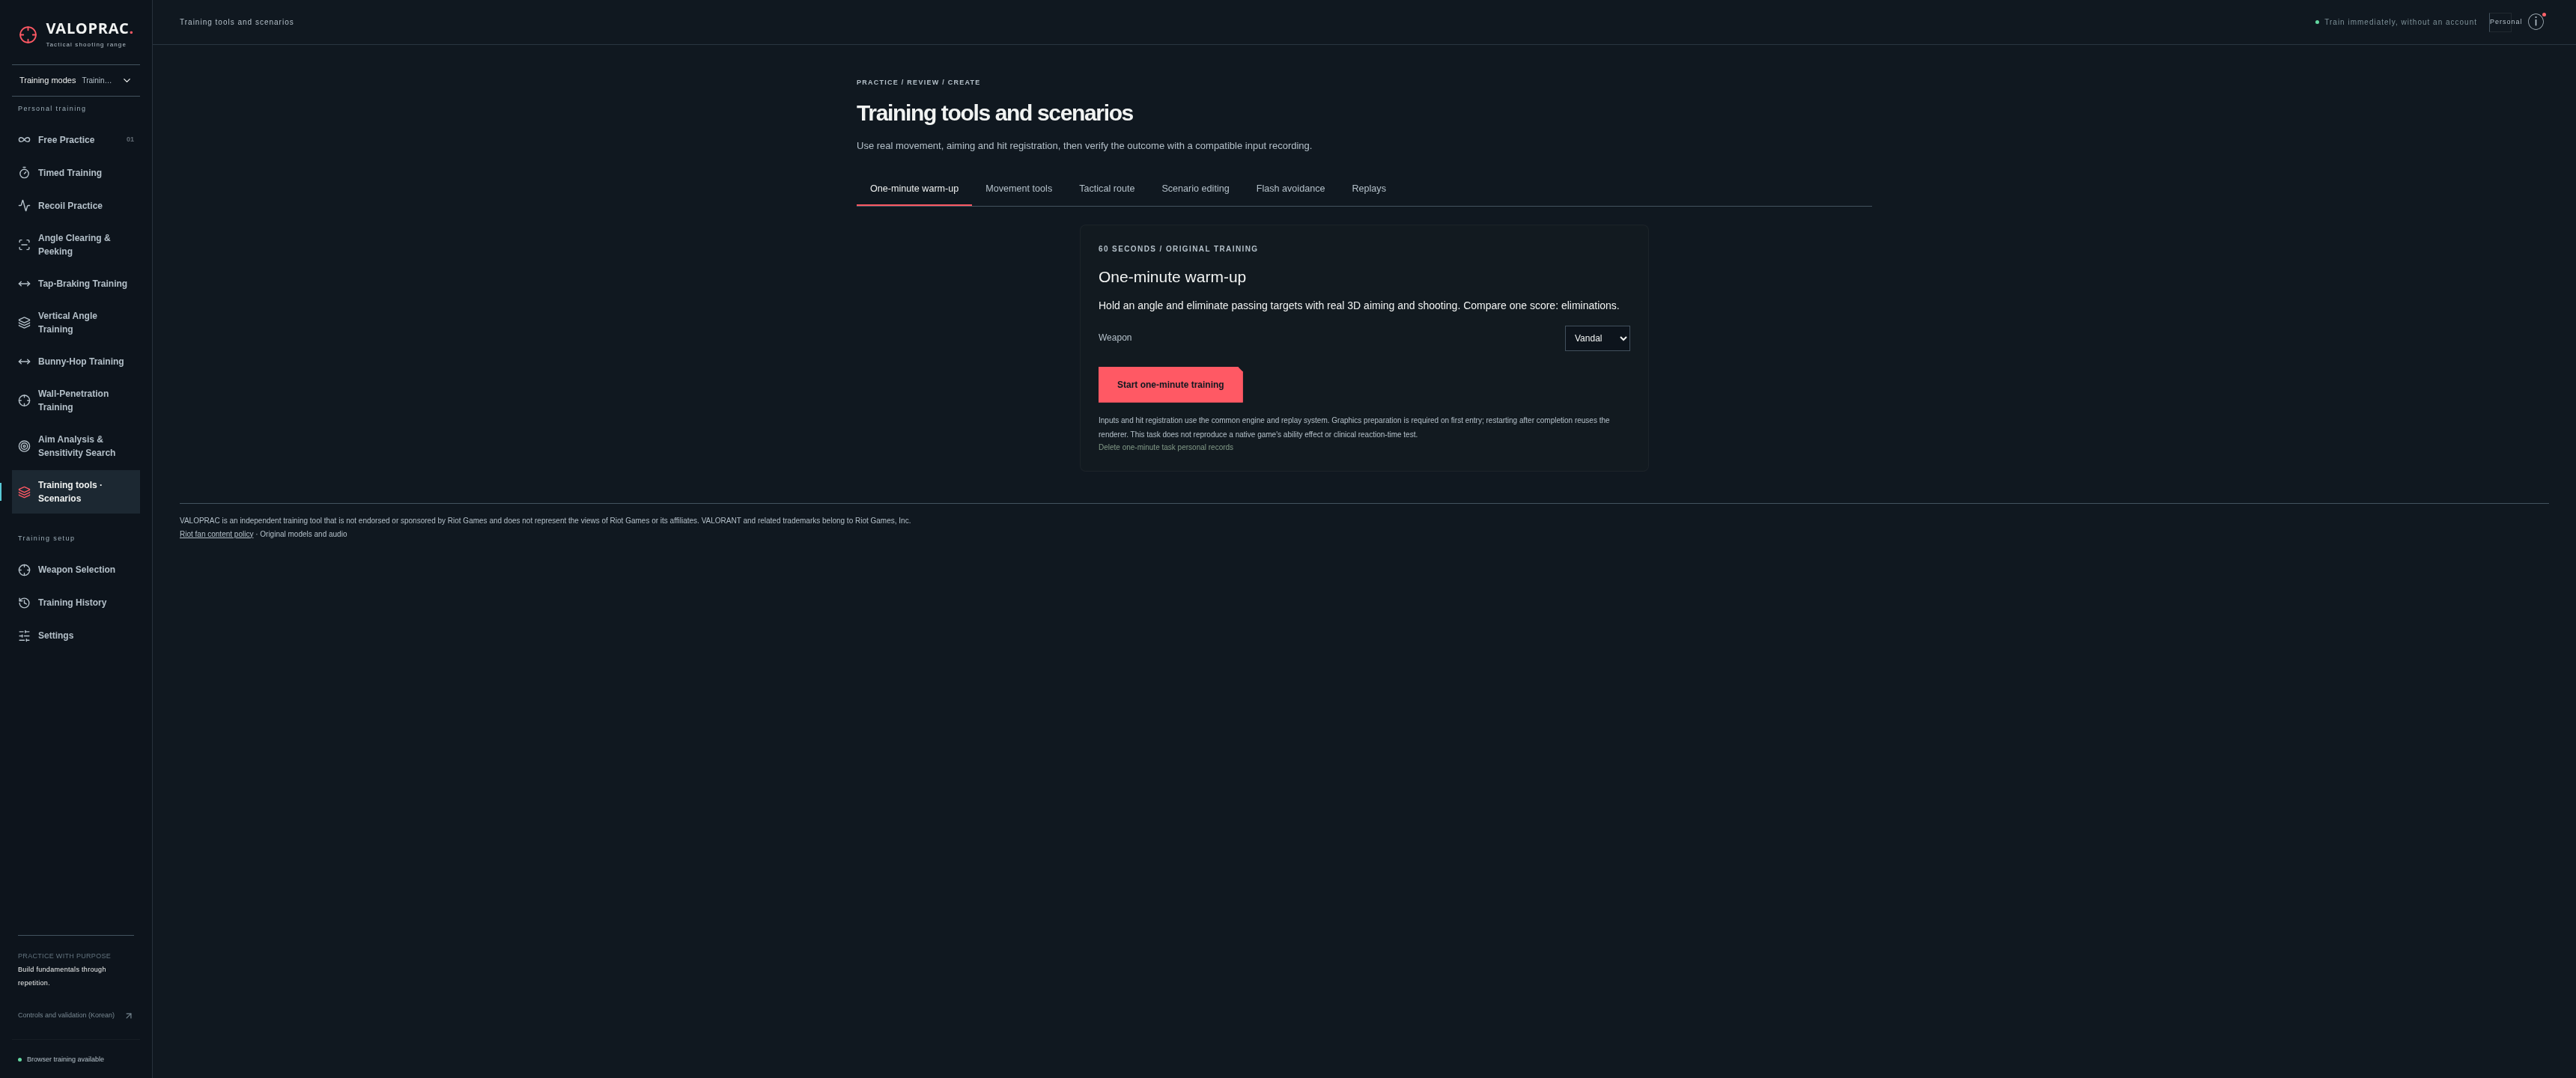 VALOPRAC.
Tactical shooting range
Training modes Trainin...
Personal training
Free Practice 01
Timed Training
Recoil Practice
Angle Clearing &
Peeking
Tap-Braking Training
Vertical Angle
Training
Bunny-Hop Training
Wall-Penetration
Training
Aim Analysis &
Sensitivity Search
Training tools ·
Scenarios
Training setup
Weapon Selection
Training History
Settings
PRACTICE WITH PURPOSE
Build fundamentals through
repetition.
Controls and validation (Korean)
Browser training available
Training tools and scenarios
Train immediately, without an account
Personal
PRACTICE / REVIEW / CREATE
Training tools and scenarios
Use real movement, aiming and hit registration, then verify the outcome with a compatible input recording.
One-minute warm-up Movement tools Tactical route Scenario editing Flash avoidance Replays
60 SECONDS / ORIGINAL TRAINING
One-minute warm-up
Hold an angle and eliminate passing targets with real 3D aiming and shooting. Compare one score: eliminations.
Weapon Vandal
Start one-minute training
Inputs and hit registration use the common engine and replay system. Graphics preparation is required on first entry; restarting after completion reuses the
renderer. This task does not reproduce a native game's ability effect or clinical reaction-time test.
Delete one-minute task personal records
VALOPRAC is an independent training tool that is not endorsed or sponsored by Riot Games and does not represent the views of Riot Games or its affiliates. VALORANT and related trademarks belong to Riot Games, Inc.
Riot fan content policy · Original models and audio